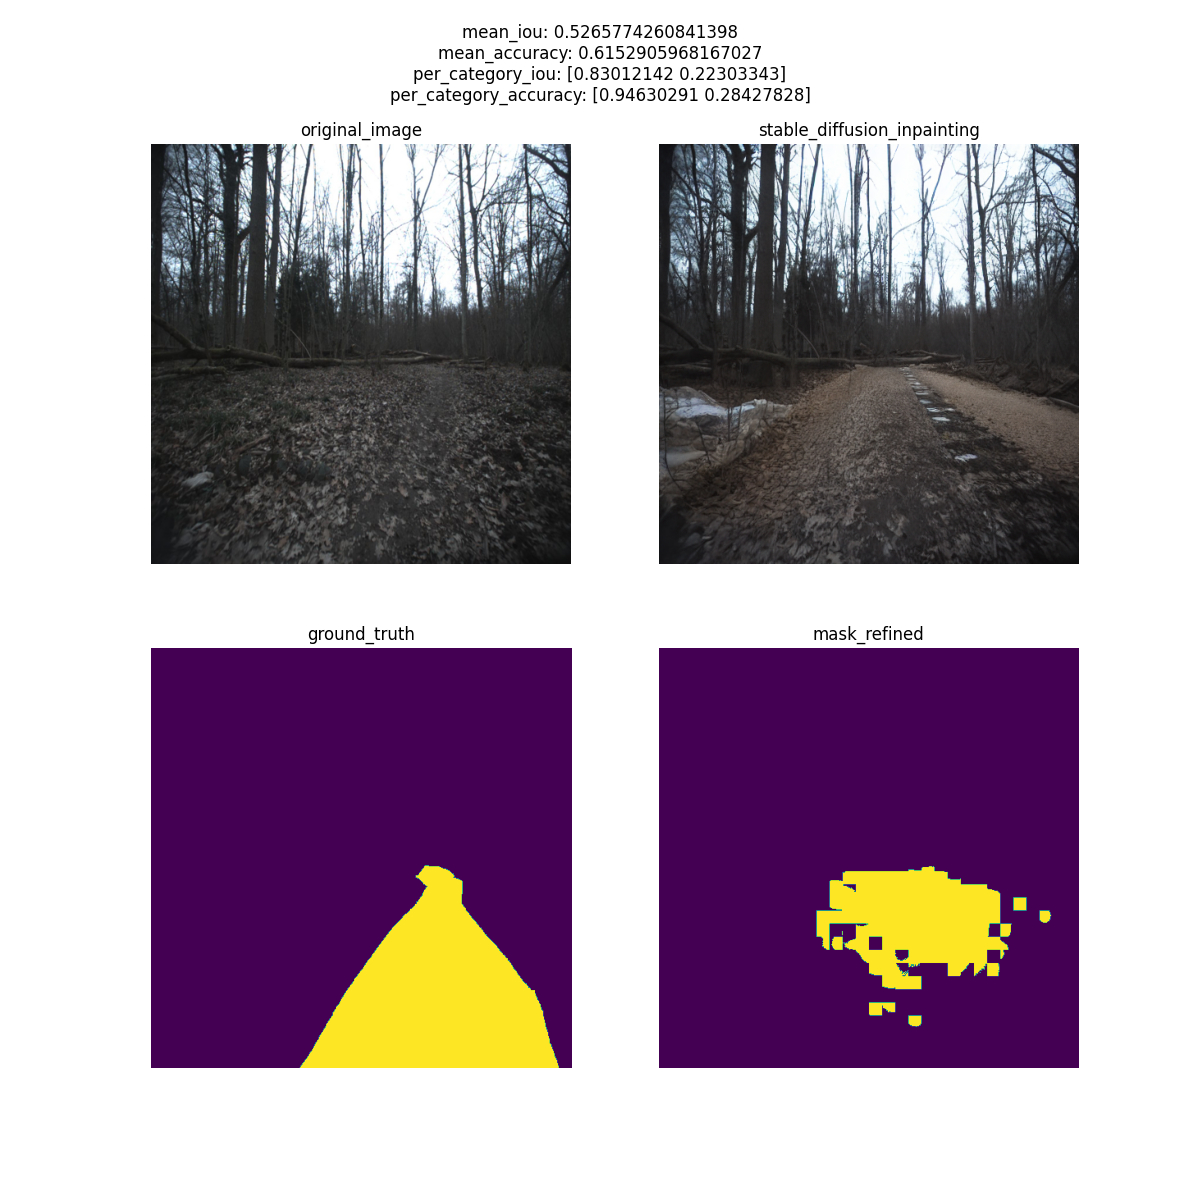 mean_iou: 0.5265774260841398
mean_accuracy: 0.6152905968167027
per_category_iou: [0.83012142 0.22303343]
per_category_accuracy: [0.94630291 0.28427828]
original_image
stable_diffusion_inpainting
ground_truth
mask_refined